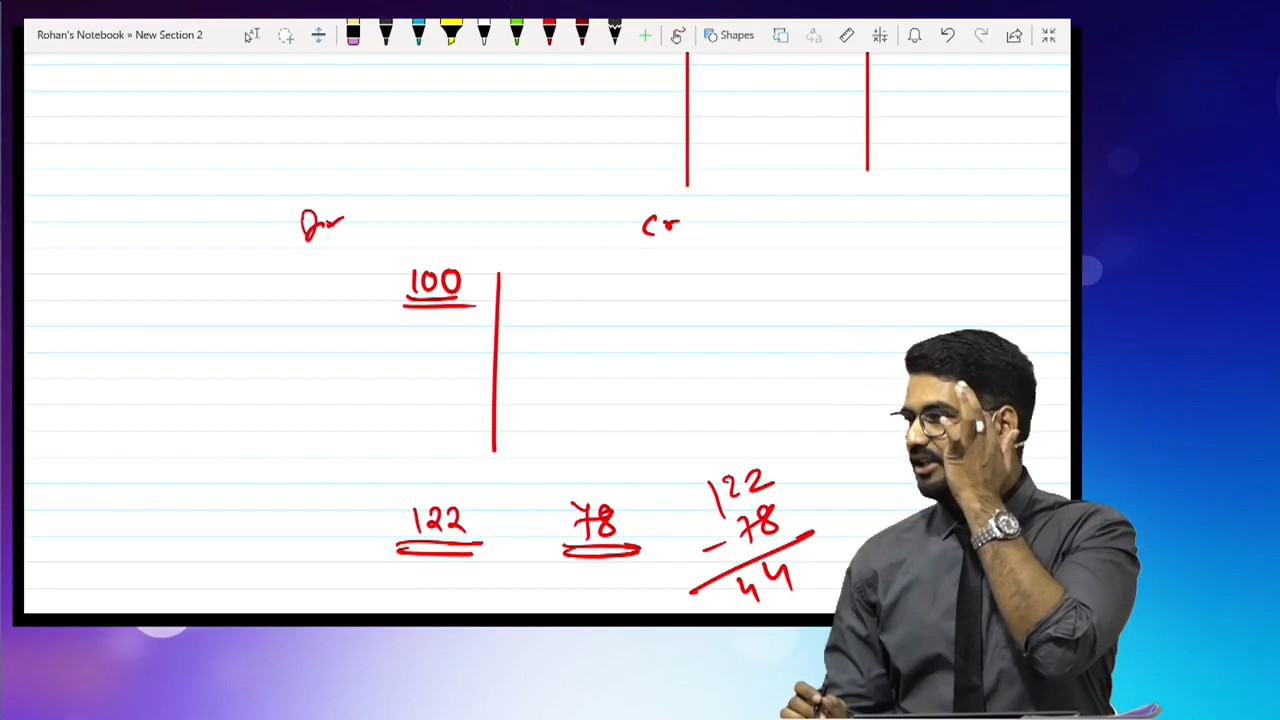 Rohan's Notebook » New Section 2
Shapes
Dr Cr
100
122 78
122
- 78
44